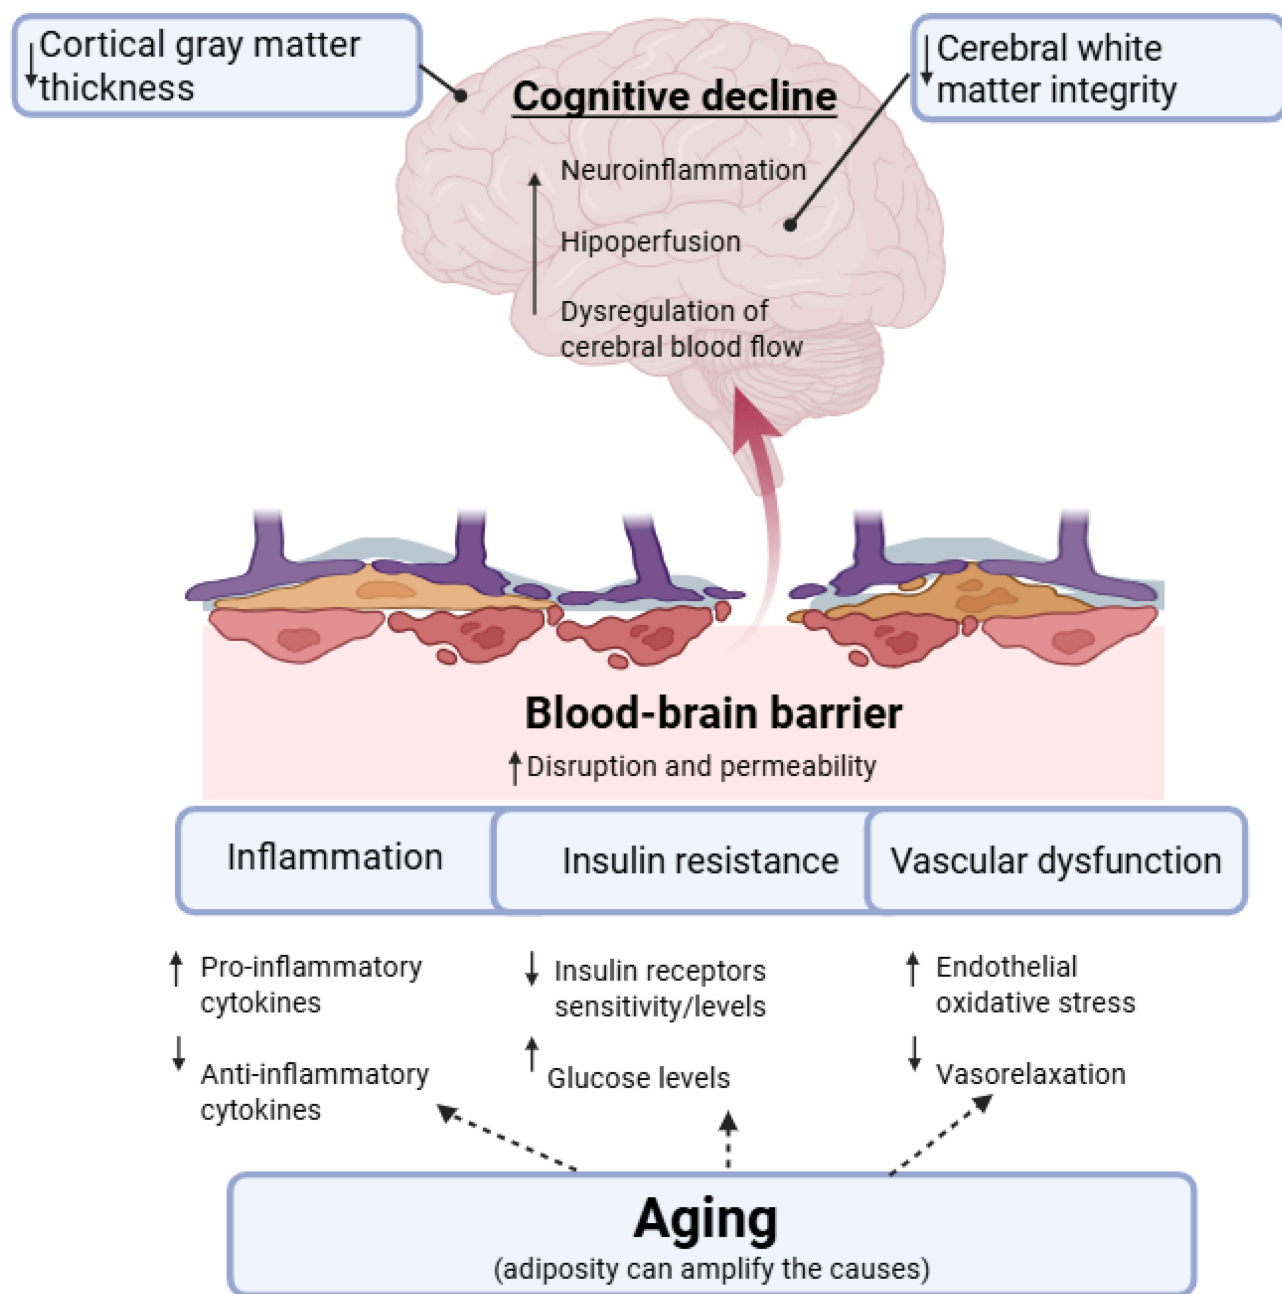 ↓Cortical gray matter
thickness
↓Cerebral white
matter integrity
Cognitive decline
↑Neuroinflammation
Hipoperfusion
Dysregulation of
cerebral blood flow
Blood-brain barrier
↑Disruption and permeability
Inflammation
Insulin resistance
Vascular dysfunction
↑Pro-inflammatory
cytokines
↓Anti-inflammatory
cytokines
↓Insulin receptors
sensitivity/levels
↑Glucose levels
↑Endothelial
oxidative stress
↓Vasorelaxation
Aging
(adiposity can amplify the causes)